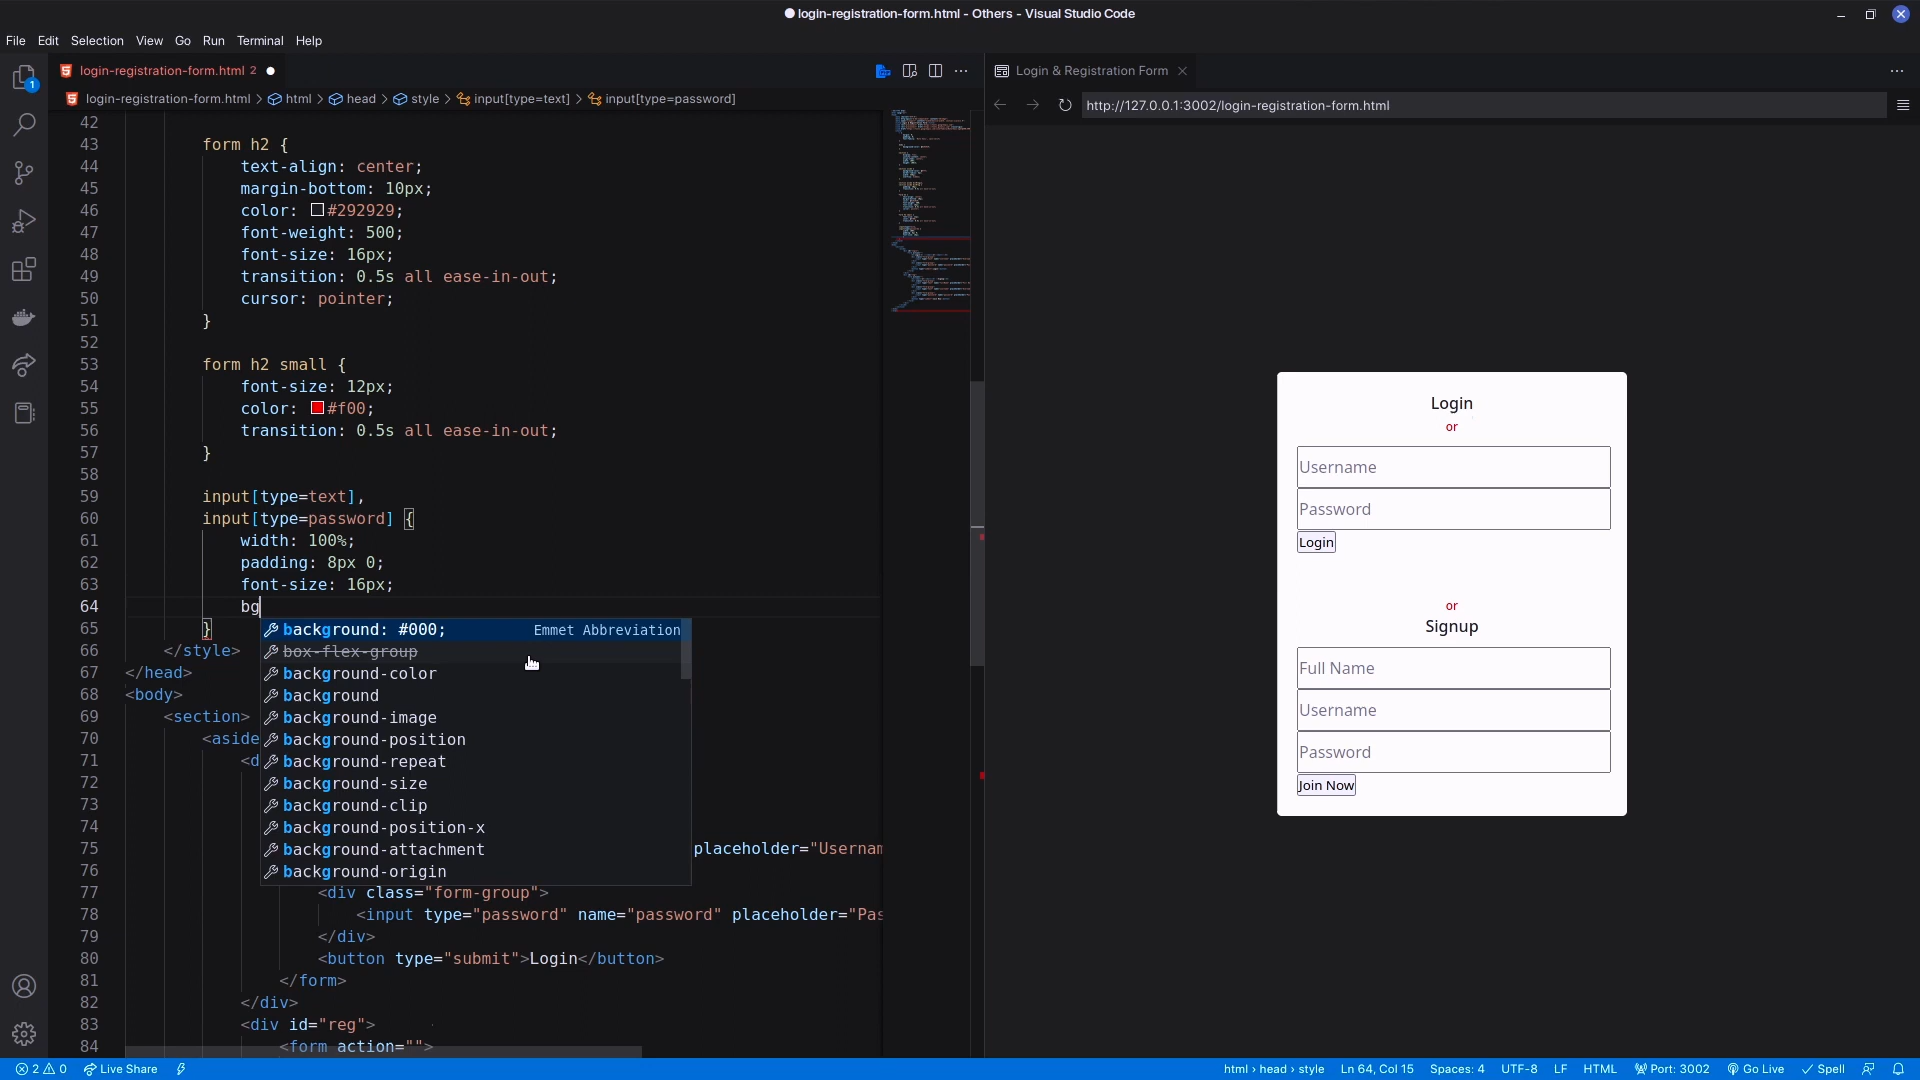 login-registration-form.html - Others - Visual Studio Code
File Edit Selection View Go Run Terminal Help
login-registration-form.html 2
Login & Registration Form
login-registration-form.html > html > head > style > input[type=text] > input[type=password]
http://127.0.0.1:3002/login-registration-form.html
1
42
43 form h2 {
44 text-align: center;
45 margin-bottom: 10px;
46 color: #292929;
47 font-weight: 500;
48 font-size: 16px;
49 transition: 0.5s all ease-in-out;
50 cursor: pointer;
51 }
52
53 form h2 small {
54 font-size: 12px;
55 color: #f00;
56 transition: 0.5s all ease-in-out;
57 }
58
59 input[type=text],
60 input[type=password] {
61 width: 100%;
62 padding: 8px 0;
63 font-size: 16px;
64 bg
65 }
66 </style>
67 </head>
68 <body>
69 <section>
70 <aside
71 <d
72
73
74
75 placeholder="Usernam
76
77 <div class="form-group">
78 <input type="password" name="password" placeholder="Pas
79 </div>
80 <button type="submit">Login</button>
81 </form>
82 </div>
83 <div id="reg">
84 <form action="">
background: #000; Emmet Abbreviation
box-flex-group
background-color
background
background-image
background-position
background-repeat
background-size
background-clip
background-position-x
background-attachment
background-origin
Login
or
Username
Password
Login
or
Signup
Full Name
Username
Password
Join Now
2 0 Live Share html > head > style Ln 64, Col 15 Spaces: 4 UTF-8 LF HTML Port: 3002 Go Live Spell